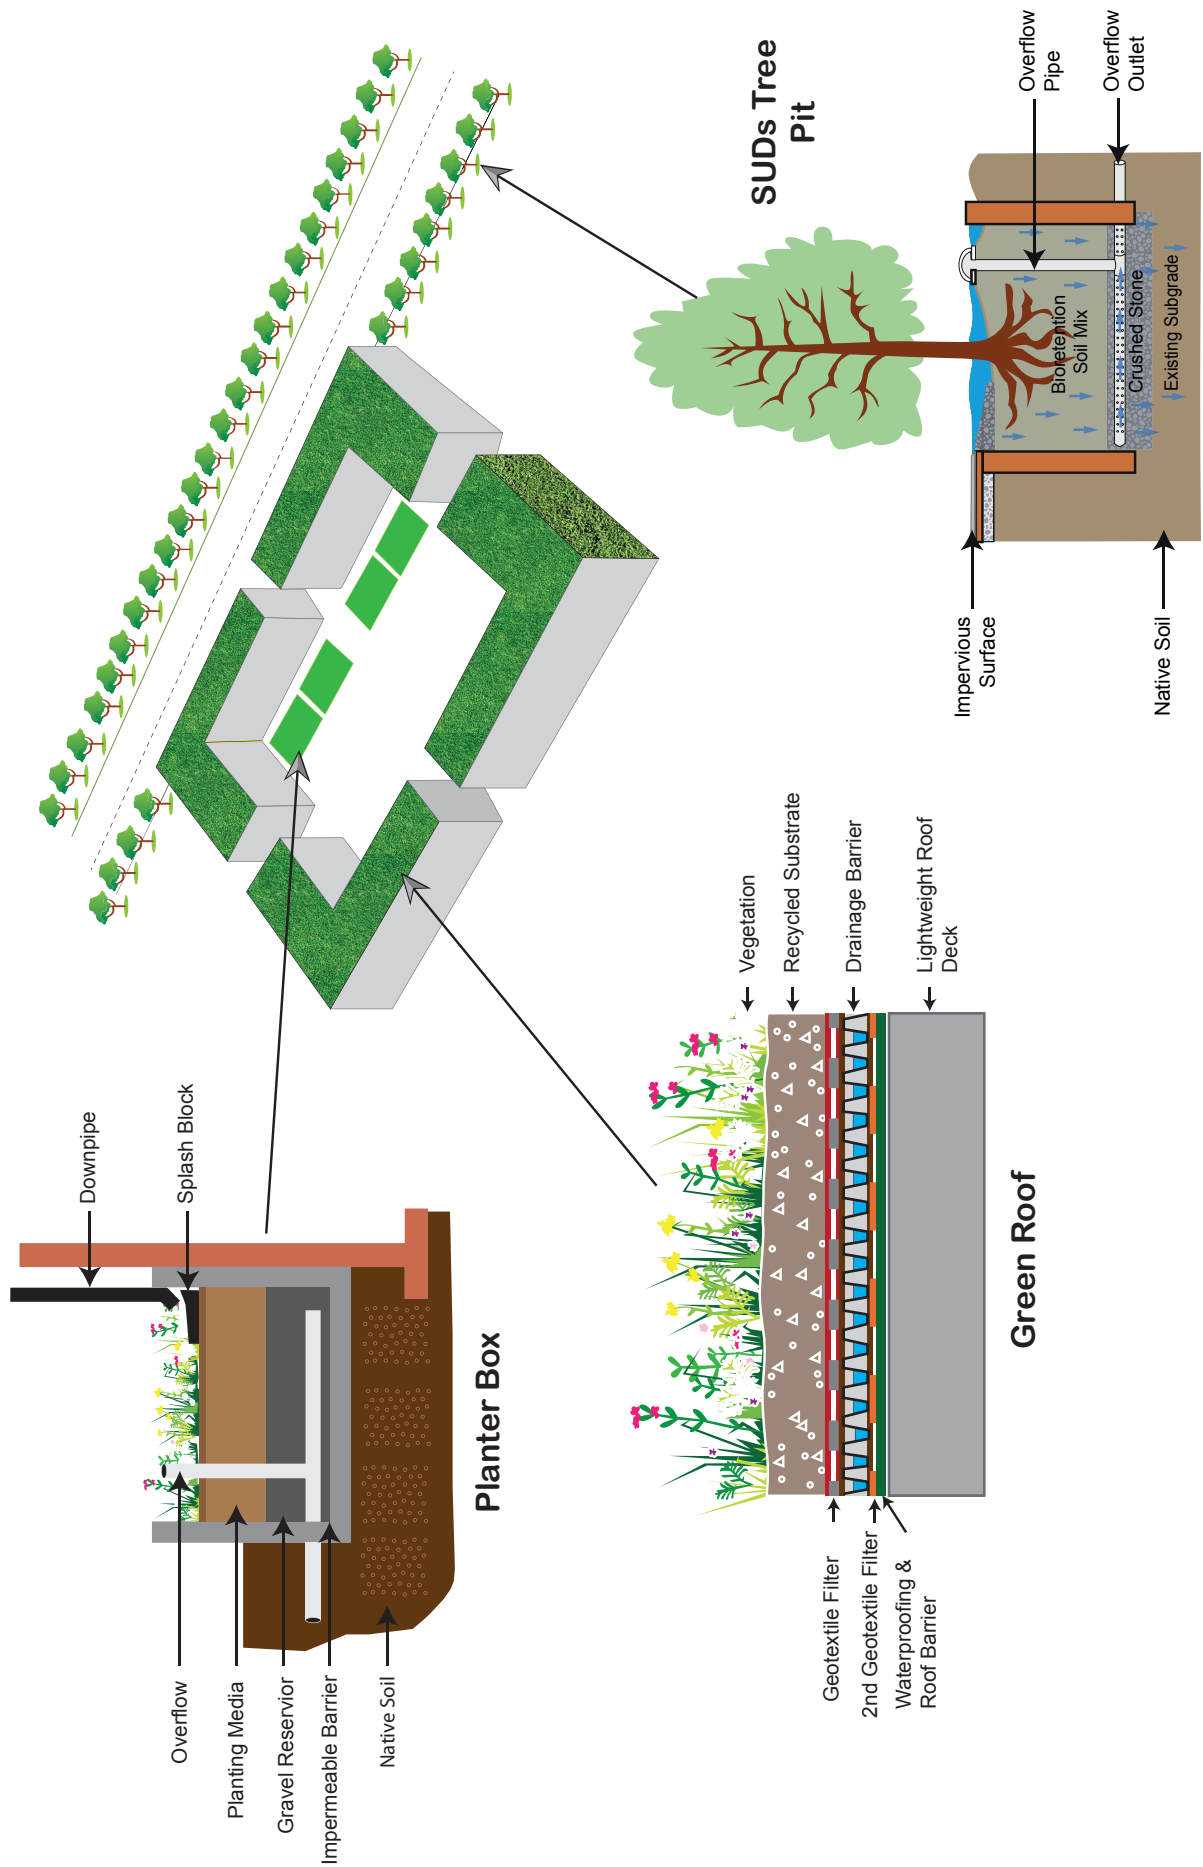 Downpipe
Splash Block
Overflow
Planting Media
Gravel Reservior
Impermeable Barrier
Native Soil
Planter Box
Vegetation
Recycled Substrate
Drainage Barrier
Lightweight Roof
Deck
Geotextile Filter
2nd Geotextile Filter
Waterproofing &
Roof Barrier
Green Roof
SUDs Tree
Pit
Overflow
Pipe
Overflow
Outlet
Bioretention
Soil Mix
Crushed Stone
Existing Subgrade
Impervious
Surface
Native Soil